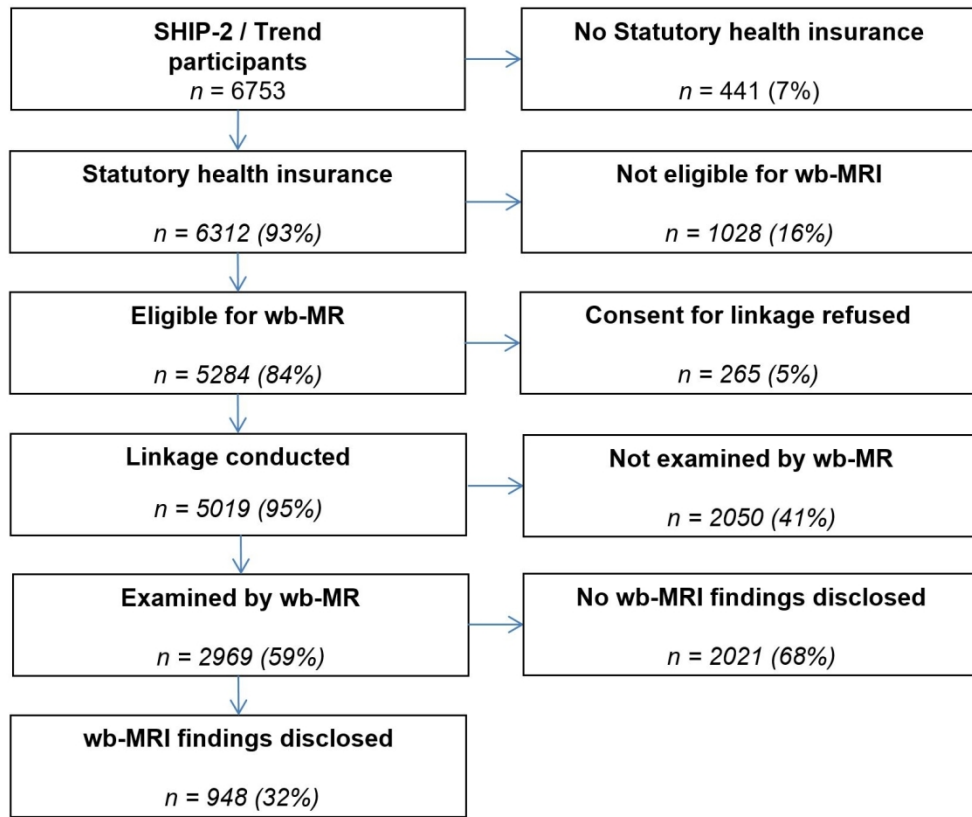 SHIP-2 / Trend
participants
n = 6753
No Statutory health insurance
n = 441 (7%)
Statutory health insurance
n = 6312 (93%)
Not eligible for wb-MRI
n = 1028 (16%)
Eligible for wb-MR
n = 5284 (84%)
Consent for linkage refused
n = 265 (5%)
Linkage conducted
n = 5019 (95%)
Not examined by wb-MR
n = 2050 (41%)
Examined by wb-MR
n = 2969 (59%)
No wb-MRI findings disclosed
n = 2021 (68%)
wb-MRI findings disclosed
n = 948 (32%)